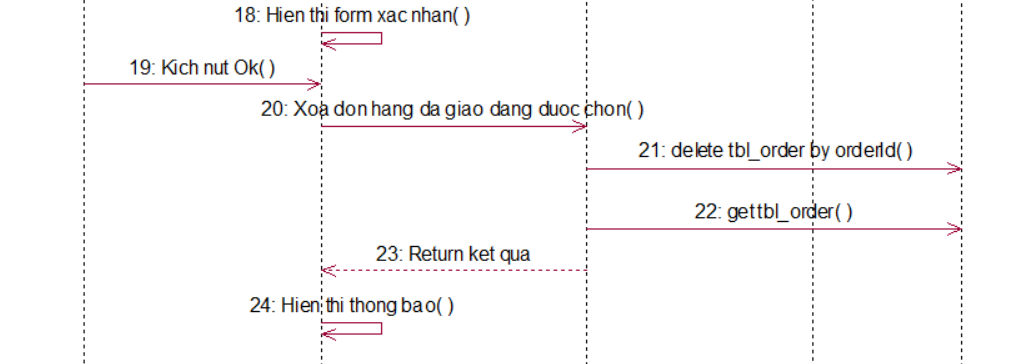 18: Hien thi form xac nhan( )
19: Kich nut Ok( )
20: Xoa don hang da giao dang duoc chon( )
21: delete tbl_order by orderId( )
22: get tbl_order( )
23: Return ket qua
24: Hien thi thong bao( )